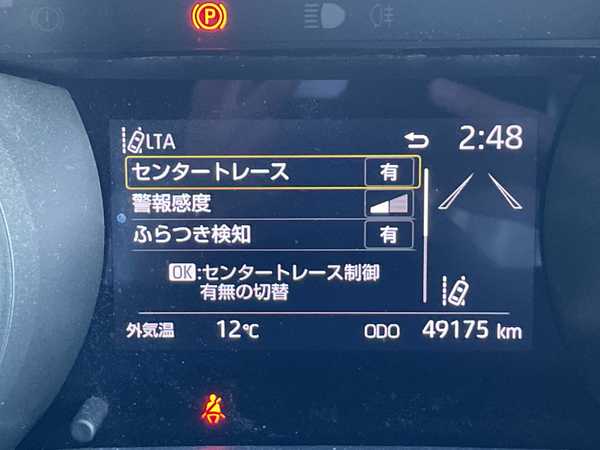 P
LTA
2:48
センタートレース 有
警報感度
ふらつき検知 有
OK:センタートレース制御
有無の切替
外気温 12℃ ODO 49175 km